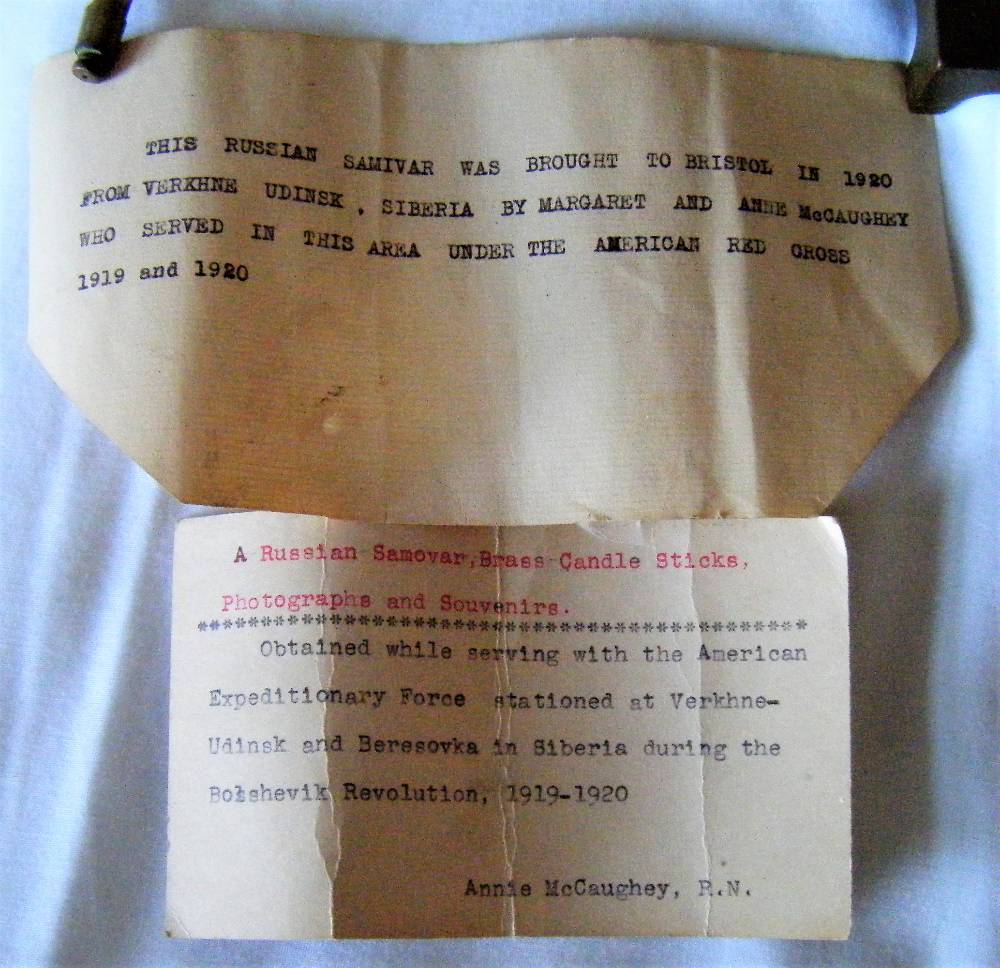 THIS RUSSIAN SAMIVAR WAS BROUGHT TO BRISTOL IN 1920
FROM VERKHNE UDINSK , SIBERIA BY MARGARET AND ANNE McCAUGHEY
WHO SERVED IN THIS AREA UNDER THE AMERICAN RED CROSS
1919 and 1920
A Russian Samovar,Brass Candle Sticks,
Photographs and Souvenirs.
**************************************************
Obtained while serving with the American
Expeditionary Force stationed at Verkhne-
Udinsk and Beresovka in Siberia during the
Bolshevik Revolution, 1919-1920
Annie McCaughey, R.N.